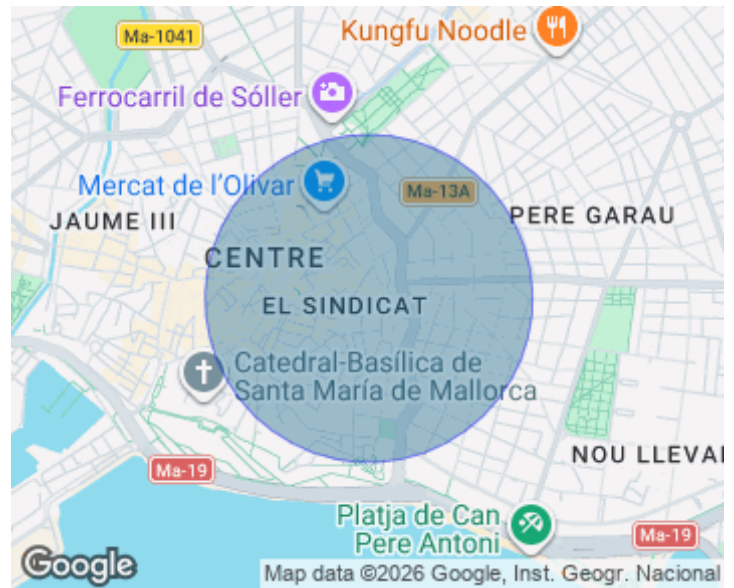 Ma-1041
Kungfu Noodle
Ferrocarril de Sóller
Mercat de l'Olivar
Ma-13A
JAUME III
PERE GARAU
CENTRE
EL SINDICAT
Catedral-Basílica de
Santa María de Mallorca
NOU LLEVA
Ma-19
Platja de Can
Pere Antoni
Ma-19
Google
Map data ©2026 Google, Inst. Geogr. Nacional